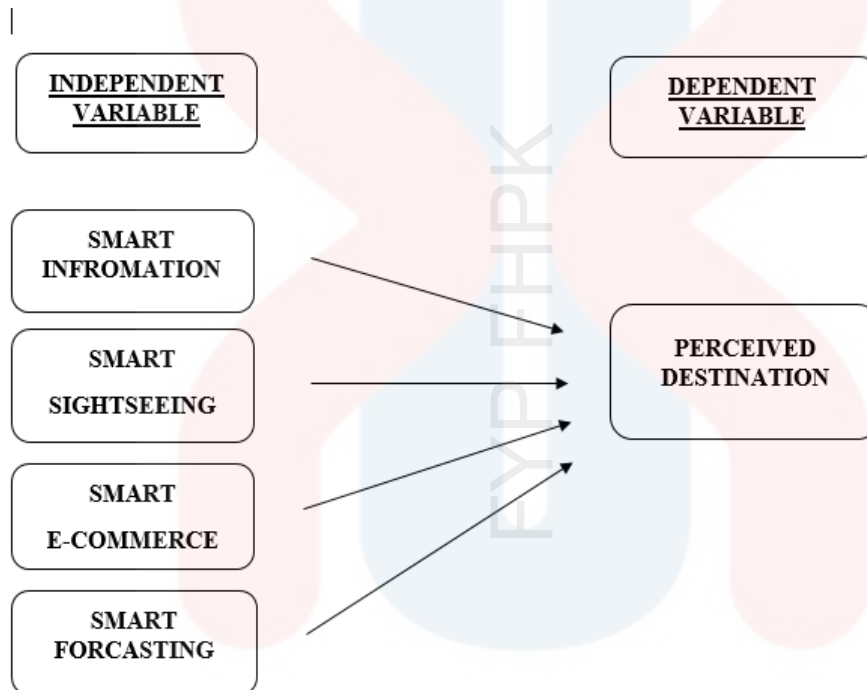 INDEPENDENT
VARIABLE
DEPENDENT
VARIABLE
SMART
INFROMATION
SMART
SIGHTSEEING
SMART
E-COMMERCE
SMART
FORCASTING
PERCEIVED
DESTINATION
FYP FHPK